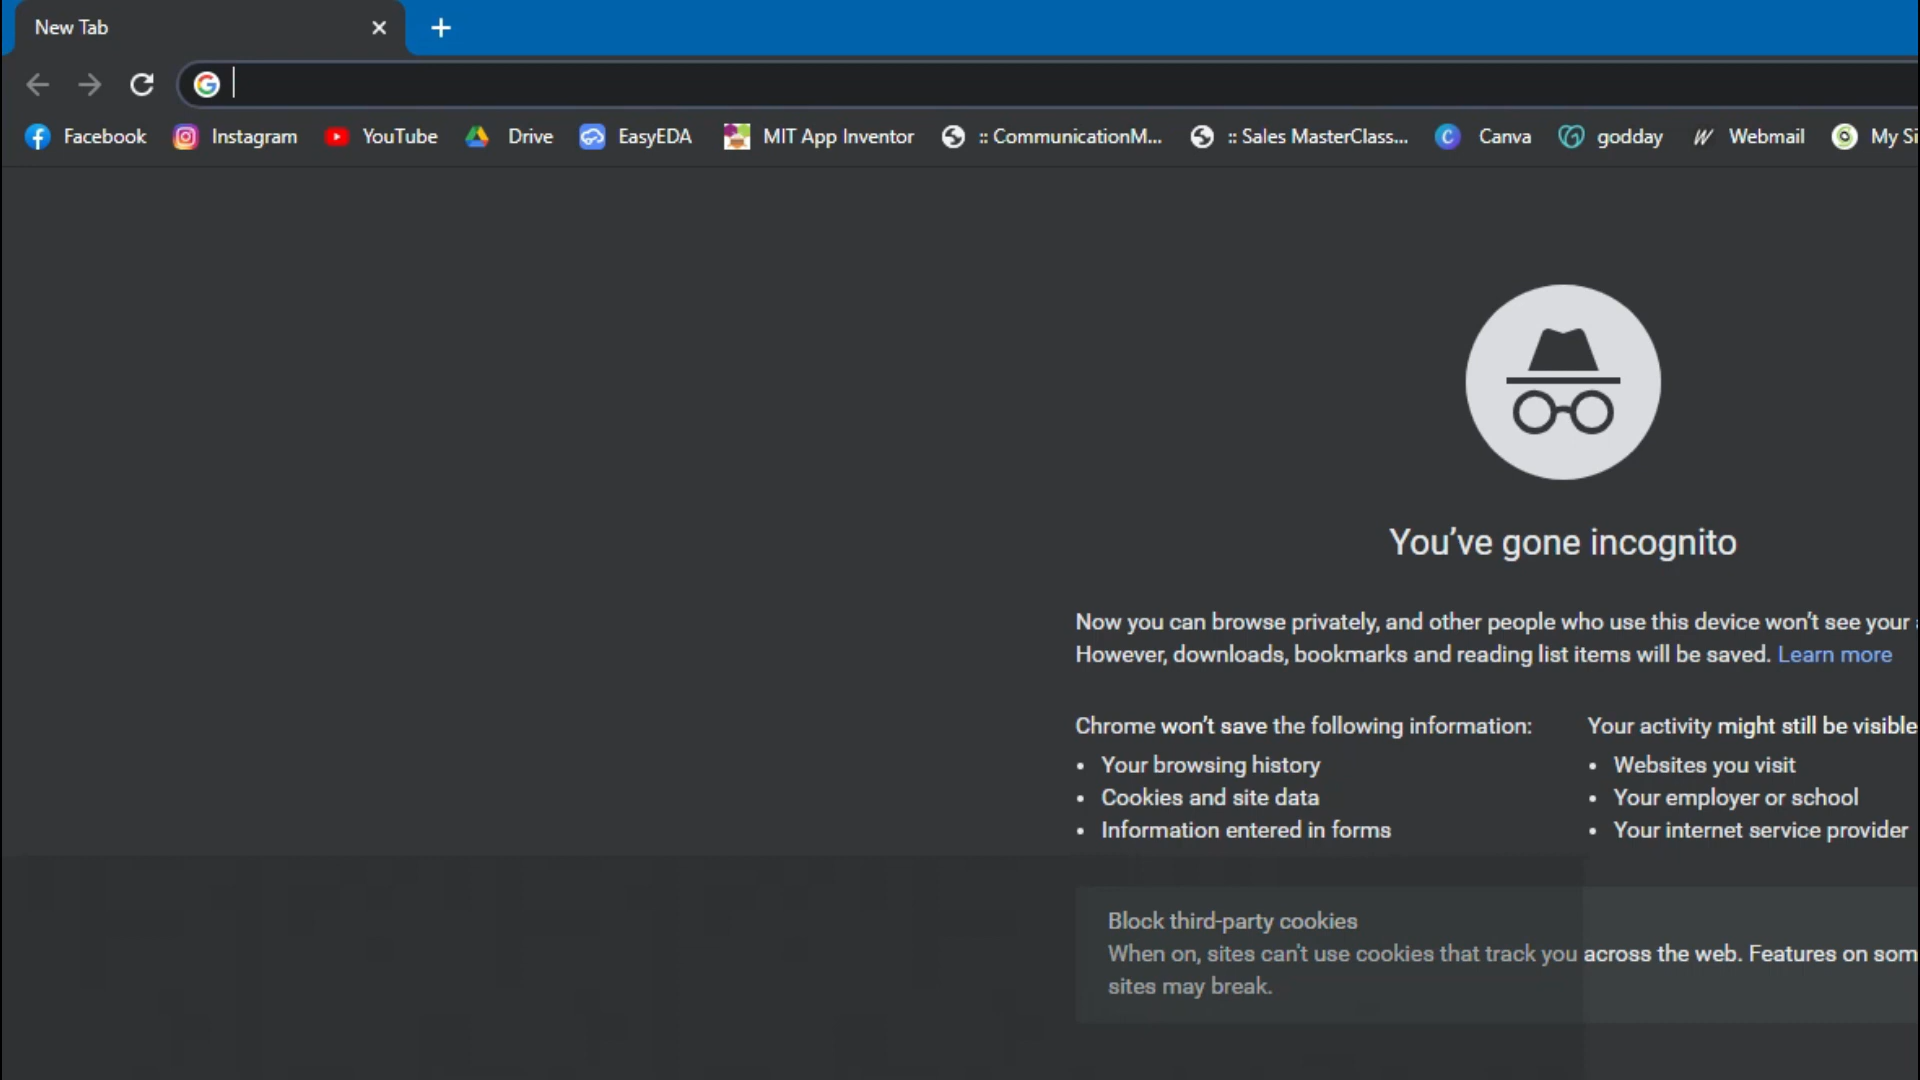 New Tab
Facebook Instagram YouTube Drive EasyEDA MIT App Inventor :: CommunicationM... :: Sales MasterClass... Canva godday Webmail My Si
You've gone incognito
Now you can browse privately, and other people who use this device won't see your
However, downloads, bookmarks and reading list items will be saved. Learn more
Chrome won't save the following information:
Your browsing history
Cookies and site data
Information entered in forms
Your activity might still be visible
Websites you visit
Your employer or school
Your internet service provider
Block third-party cookies
When on, sites can't use cookies that track you across the web. Features on som
sites may break.